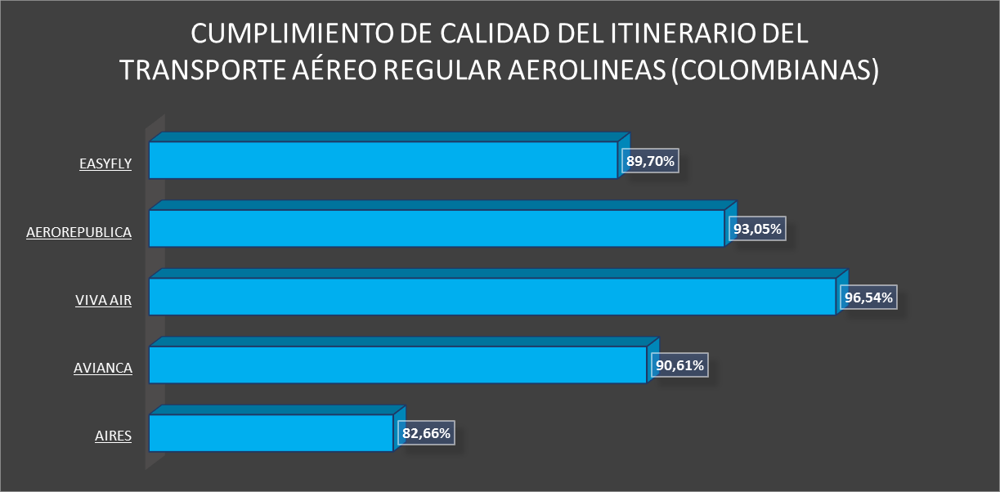 CUMPLIMIENTO DE CALIDAD DEL ITINERARIO DEL
TRANSPORTE AÉREO REGULAR AEROLINEAS (COLOMBIANAS)
EASYFLY
89,70%
AEROREPUBLICA
93,05%
VIVA AIR
96,54%
AVIANCA
90,61%
AIRES
82,66%